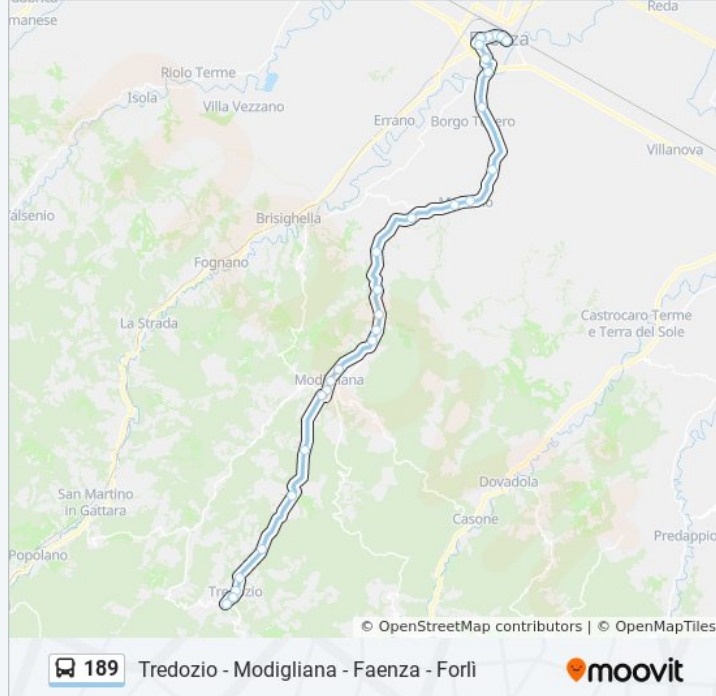 Reda
manese
Riolo Terme
Isola
Villa Vezzano
Errano
Villanova
Brisighella
Fognano
La Strada
Castrocaro Terme
e Terra del Sole
Modigliana
Dovadola
San Martino
in Gattara
Casone
Predappio
Popolano
Tredozio
© OpenStreetMap contributors | © OpenMapTiles
189 Tredozio - Modigliana - Faenza - Forlì
moovit